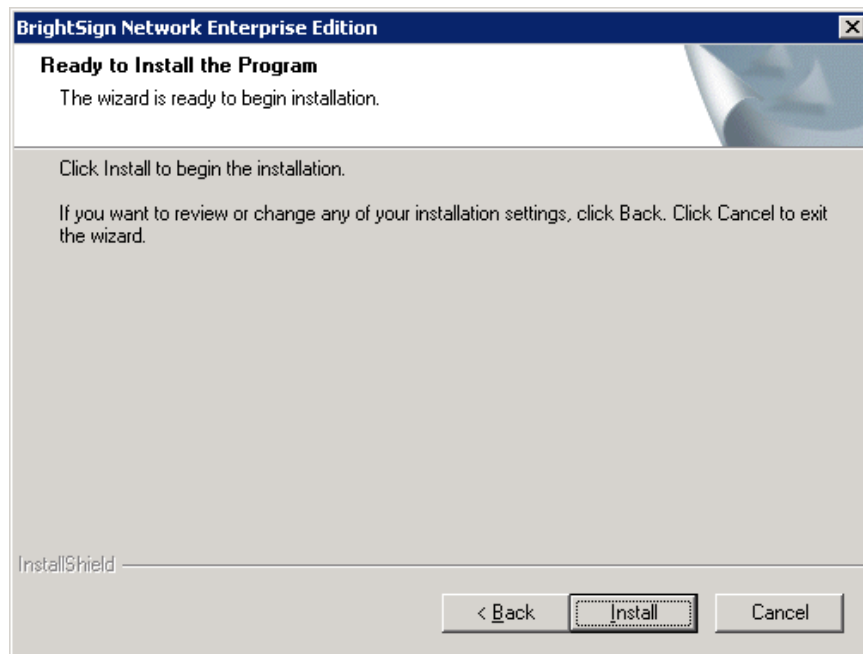 BrightSign Network Enterprise Edition
Ready to Install the Program
The wizard is ready to begin installation.
Click Install to begin the installation.
If you want to review or change any of your installation settings, click Back. Click Cancel to exit
the wizard.
InstallShield
< Back Install Cancel